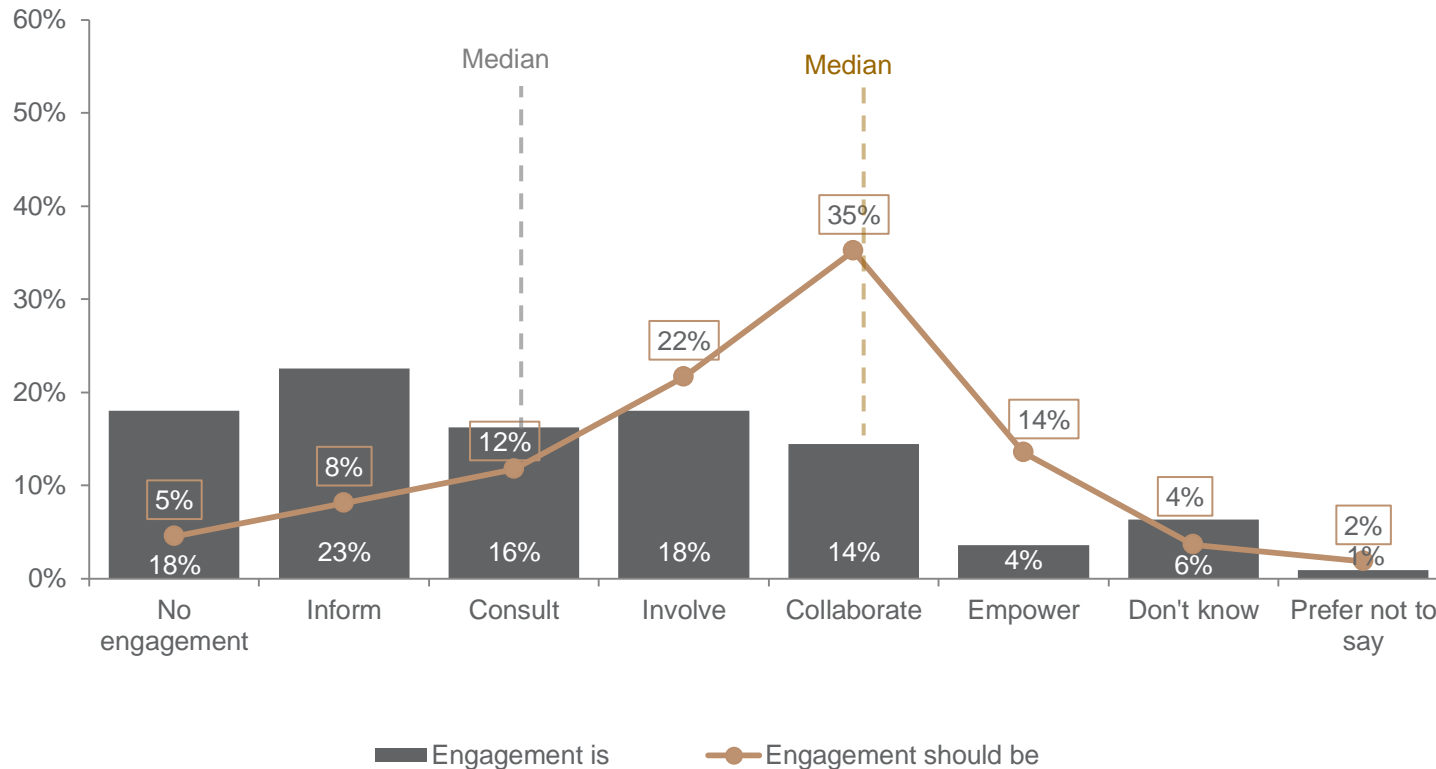 60%
Median
Median
50%
40%
35%
30%
22%
20%
14%
12%
10%
8%
5%
4%
2%
1%
18%
23%
16%
18%
14%
4%
6%
0%
No engagement
Inform
Consult
Involve
Collaborate
Empower
Don't know
Prefer not to say
Engagement is
Engagement should be